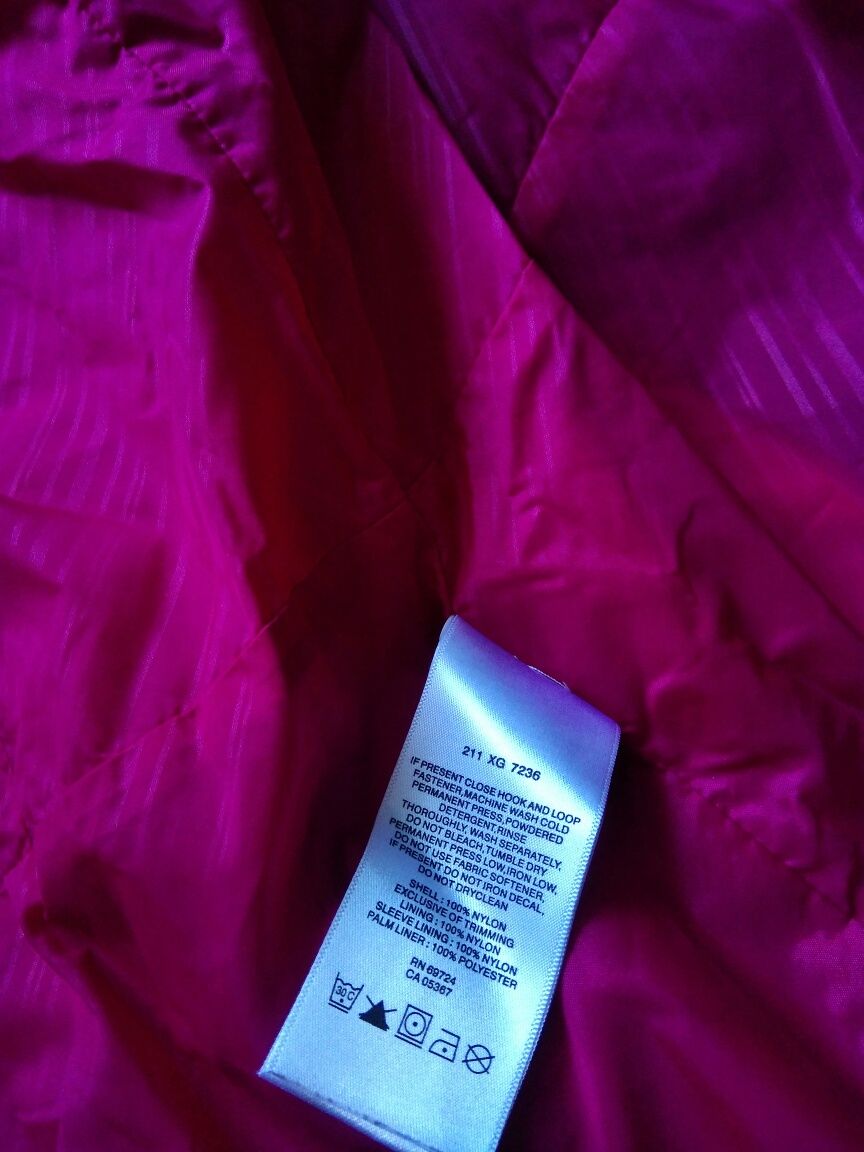 211 XG 7236
IF PRESENT CLOSE HOOK AND LOOP
FASTENER,MACHINE WASH COLD
PERMANENT PRESS,POWDERED
DETERGENT,RINSE
THOROUGHLY, WASH SEPARATELY,
DO NOT BLEACH,TUMBLE DRY
PERMANENT PRESS LOW,IRON LOW,
DO NOT USE FABRIC SOFTENER,
IF PRESENT DO NOT IRON DECAL,
DO NOT DRYCLEAN
SHELL : 100% NYLON
EXCLUSIVE OF TRIMMING
LINING : 100% NYLON
SLEEVE LINING : 100% NYLON
PALM LINER : 100% POLYESTER
RN 69724
CA 05367
30 C